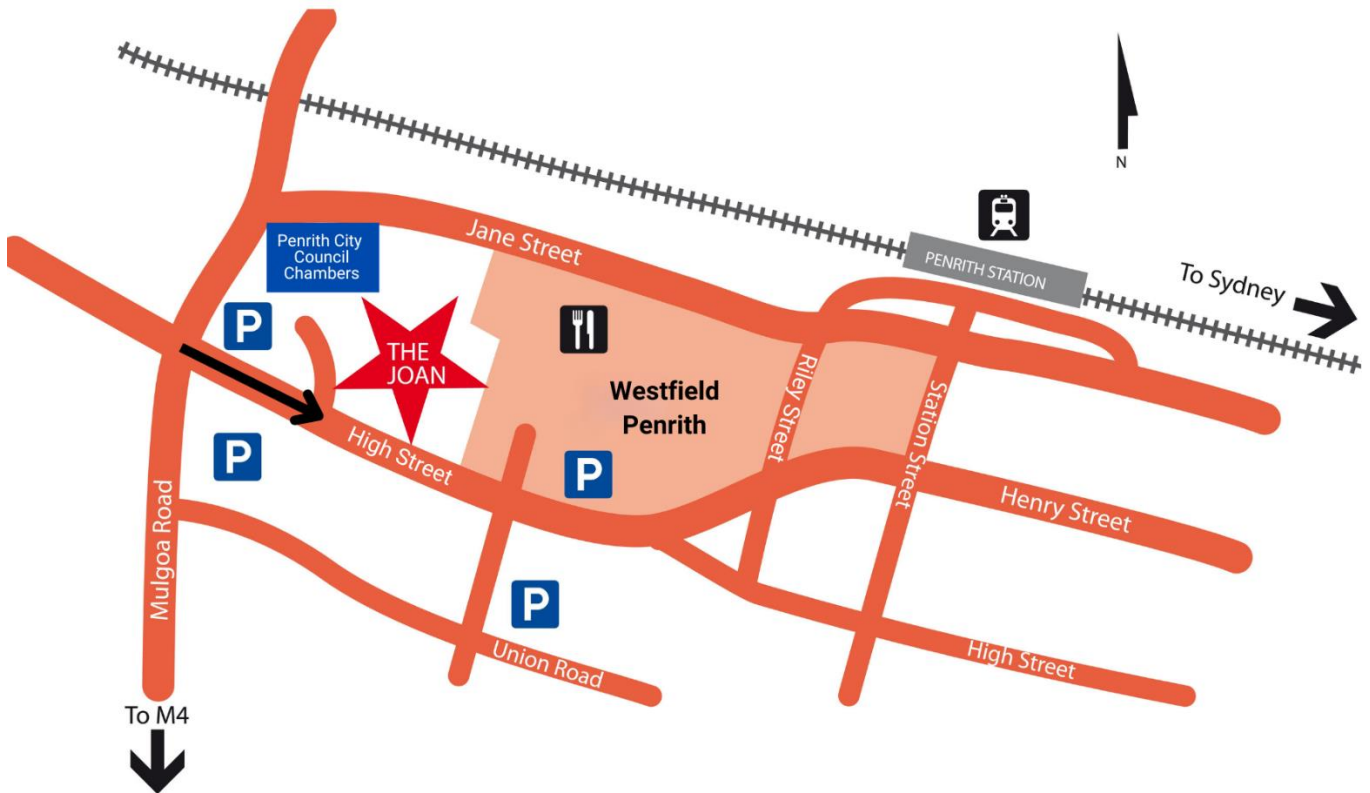 N
Jane Street
Penrith City
Council
Chambers
PENRITH STATION
To Sydney
P
THE
JOAN
Westfield
Penrith
Riley Street
Station Street
High Street
P
P
Henry Street
Mulgoa Road
P
Union Road
High Street
To M4